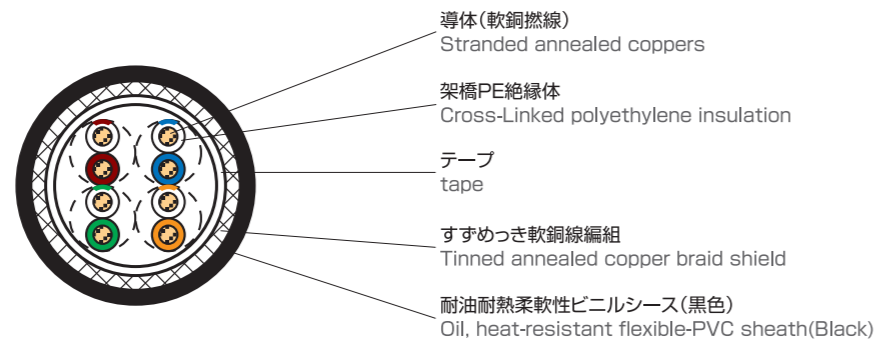 導体(軟銅撚線)
Stranded annealed coppers
架橋PE絶縁体
Cross-Linked polyethylene insulation
テープ
tape
すずめっき軟銅線編組
Tinned annealed copper braid shield
耐油耐熱柔軟性ビニルシース(黒色)
Oil, heat-resistant flexible-PVC sheath(Black)